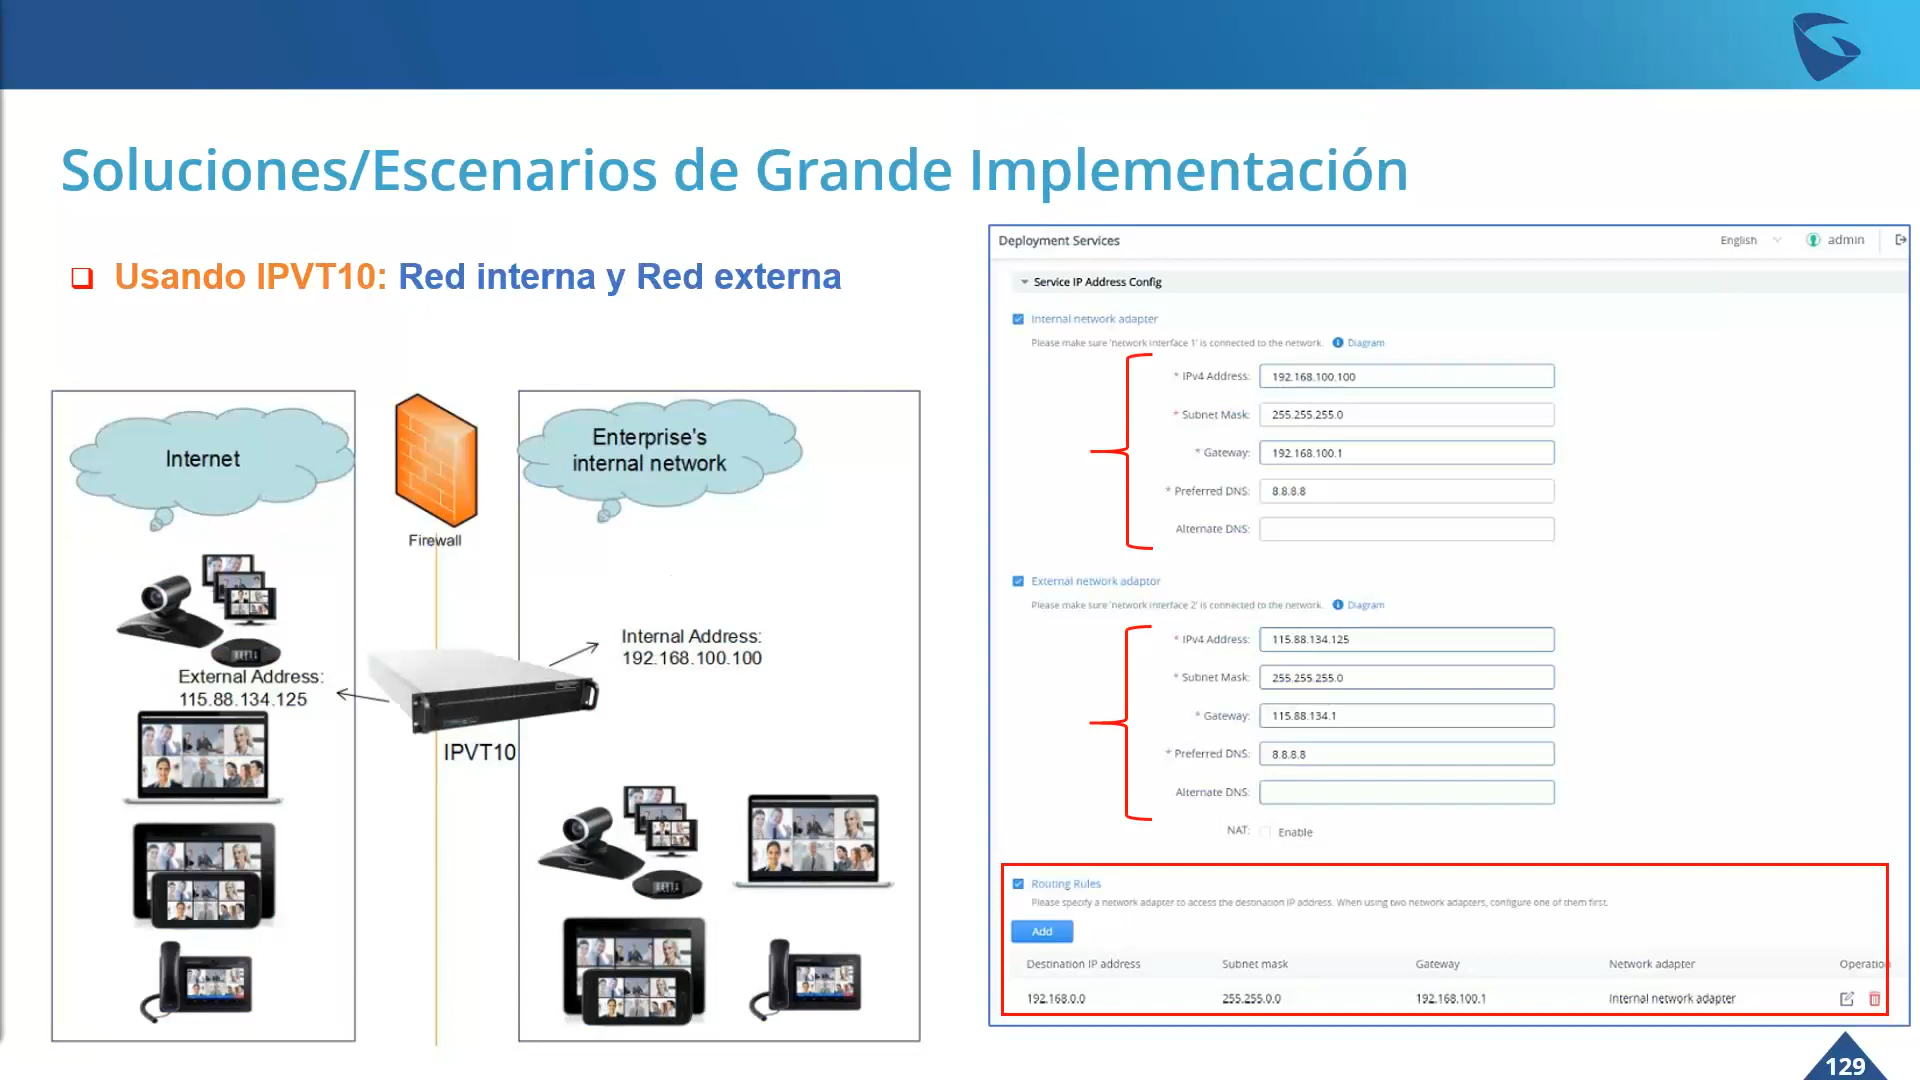 Soluciones/Escenarios de Grande Implementación
Usando IPVT10: Red interna y Red externa
Internet
Firewall
Enterprise's
internal network
External Address:
115.88.134.125
Internal Address:
192.168.100.100
IPVT10
Deployment Services
English
admin
Service IP Address Config
Internal network adapter
Please make sure 'network interface 1' is connected to the network.
Diagram
* IPv4 Address: 192.168.100.100
* Subnet Mask: 255.255.255.0
* Gateway: 192.168.100.1
* Preferred DNS: 8.8.8.8
Alternate DNS:
External network adaptor
Please make sure 'network interface 2' is connected to the network.
Diagram
* IPv4 Address: 115.88.134.125
* Subnet Mask: 255.255.255.0
* Gateway: 115.88.134.1
* Preferred DNS: 8.8.8.8
Alternate DNS:
NAT: Enable
Routing Rules
Please specify a network adapter to access the destination IP address. When using two network adapters, configure one of them first.
Add
Destination IP address Subnet mask Gateway Network adapter Operation
192.168.0.0 255.255.0.0 192.168.100.1 Internal network adapter
129